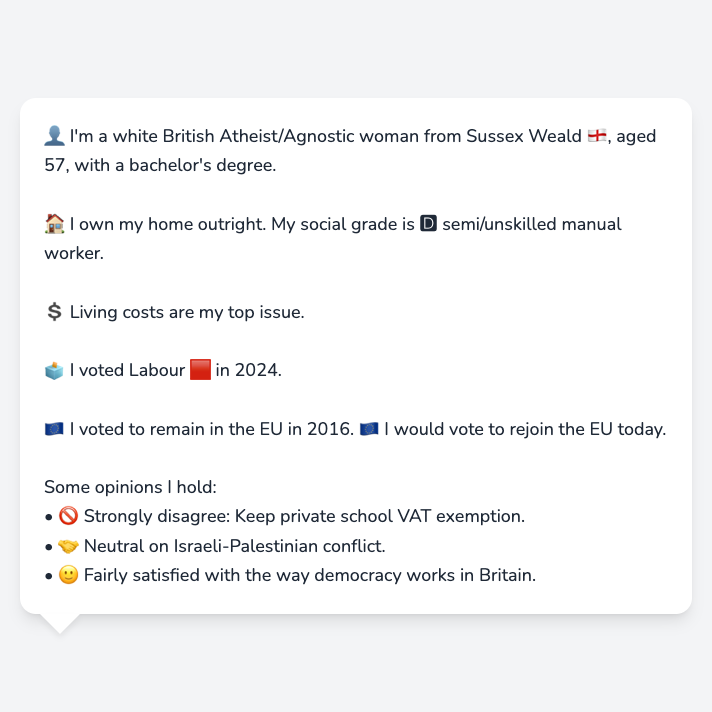 👤 I'm a white British Atheist/Agnostic woman from Sussex Weald 🏴󠁧󠁢󠁥󠁮󠁧󠁿, aged
57, with a bachelor's degree.
🏠 I own my home outright. My social grade is 🅳 semi/unskilled manual
worker.
💲 Living costs are my top issue.
🗳️ I voted Labour 🟥 in 2024.
🇪🇺 I voted to remain in the EU in 2016. 🇪🇺 I would vote to rejoin the EU today.
Some opinions I hold:
• 🚫 Strongly disagree: Keep private school VAT exemption.
• 🤝 Neutral on Israeli-Palestinian conflict.
• 🙂 Fairly satisfied with the way democracy works in Britain.